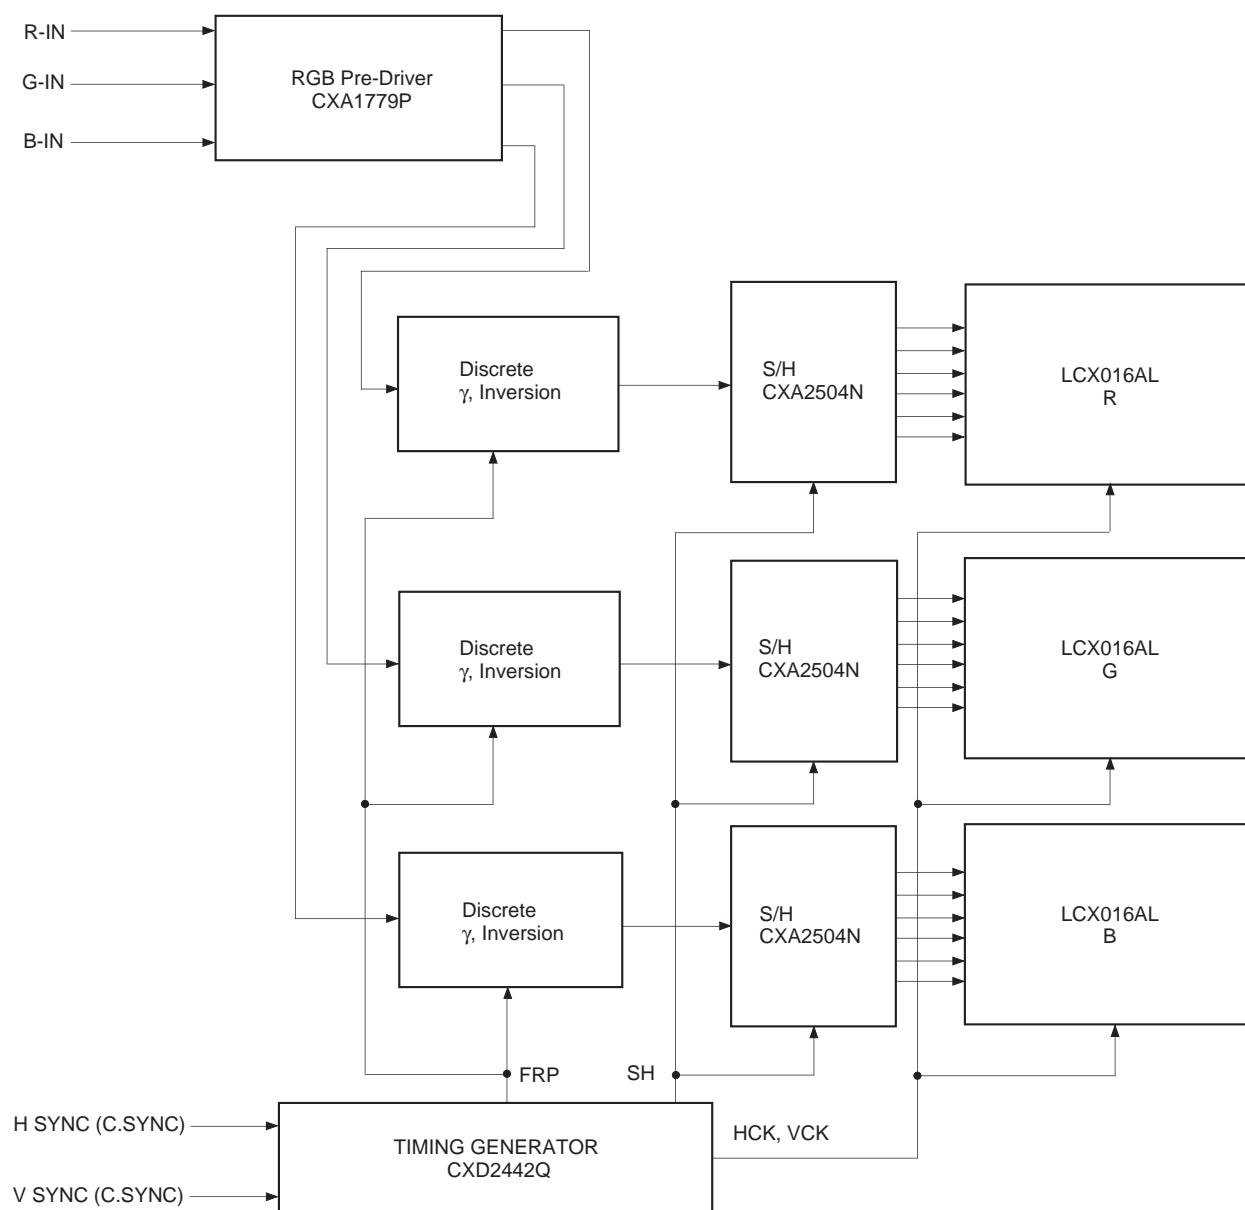 R-IN
G-IN
B-IN
RGB Pre-Driver
CXA1779P
Discrete
γ, Inversion
S/H
CXA2504N
LCX016AL
R
Discrete
γ, Inversion
S/H
CXA2504N
LCX016AL
G
Discrete
γ, Inversion
S/H
CXA2504N
LCX016AL
B
FRP
SH
HCK, VCK
H SYNC (C.SYNC)
V SYNC (C.SYNC)
TIMING GENERATOR
CXD2442Q